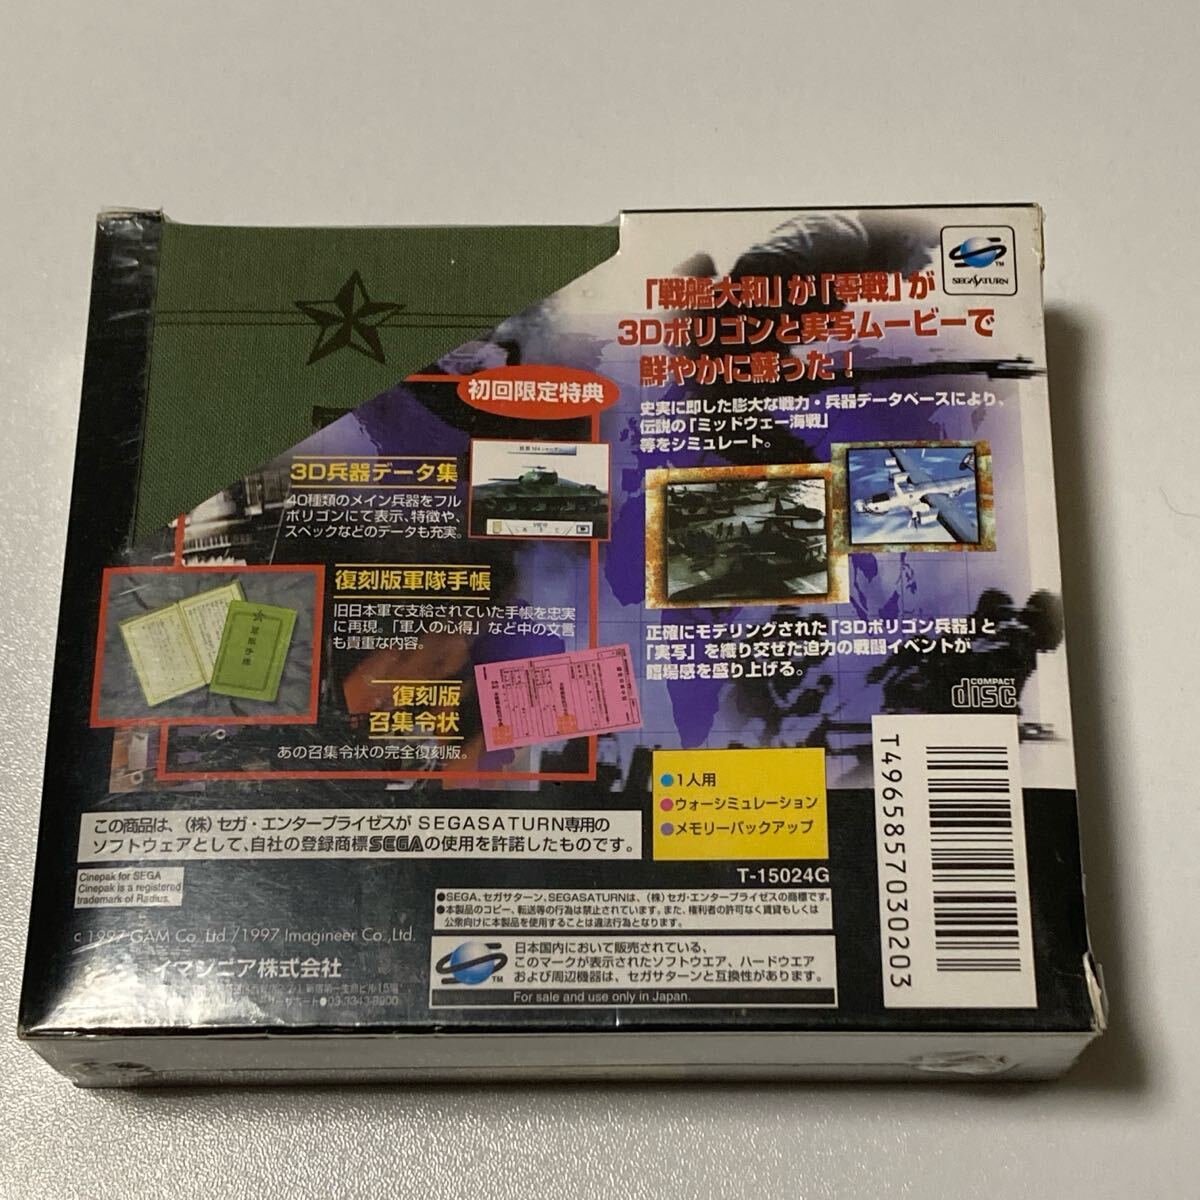 SEGA SATURN
TM
「戦艦大和」が「零戦」が
3Dポリゴンと実写ムービーで
鮮やかに蘇った！
史実に即した膨大な戦力・兵器データベースにより、
伝説の「ミッドウェー海戦」
等をシミュレート。
初回限定特典
3D兵器データ集
40種類のメイン兵器をフル
ポリゴンにて表示、特徴や、
スペックなどのデータも充実。
復刻版軍隊手帳
旧日本軍で支給されていた手帳を忠実
に再現。「軍人の心得」など中の文言
も貴重な内容。
軍隊手牒
復刻版
召集令状
あの召集令状の完全復刻版。
正確にモデリングされた「3Dポリゴン兵器」と
「実写」を織り交ぜた迫力の戦闘イベントが
臨場感を盛り上げる。
COMPACT
disc
●1人用
●ウォーシミュレーション
●メモリーバックアップ
T-15024G
この商品は、（株）セガ・エンタープライゼスがSEGASATURN専用の
ソフトウェアとして、自社の登録商標SEGAの使用を許諾したものです。
Cinepak for SEGA
Cinepak is a registered
trademark of Radius.
c 1997 GAM Co. Ltd./1997 Imagineer Co., Ltd.
イマジニア株式会社
●SEGA、セガサターン、SEGASATURNは、（株）セガ・エンタープライゼスの商標です。
●本製品のコピー、転送等の行為は禁止されています。また、権利者の許可なく賃貸もしくは
公衆向けに本製品を使用することは違法行為となります。
TM
日本国内において販売されている、
このマークが表示されたソフトウエア、ハードウエア
および周辺機器は、セガサターンと互換性があります。
For sale and use only in Japan.
T4965857030203